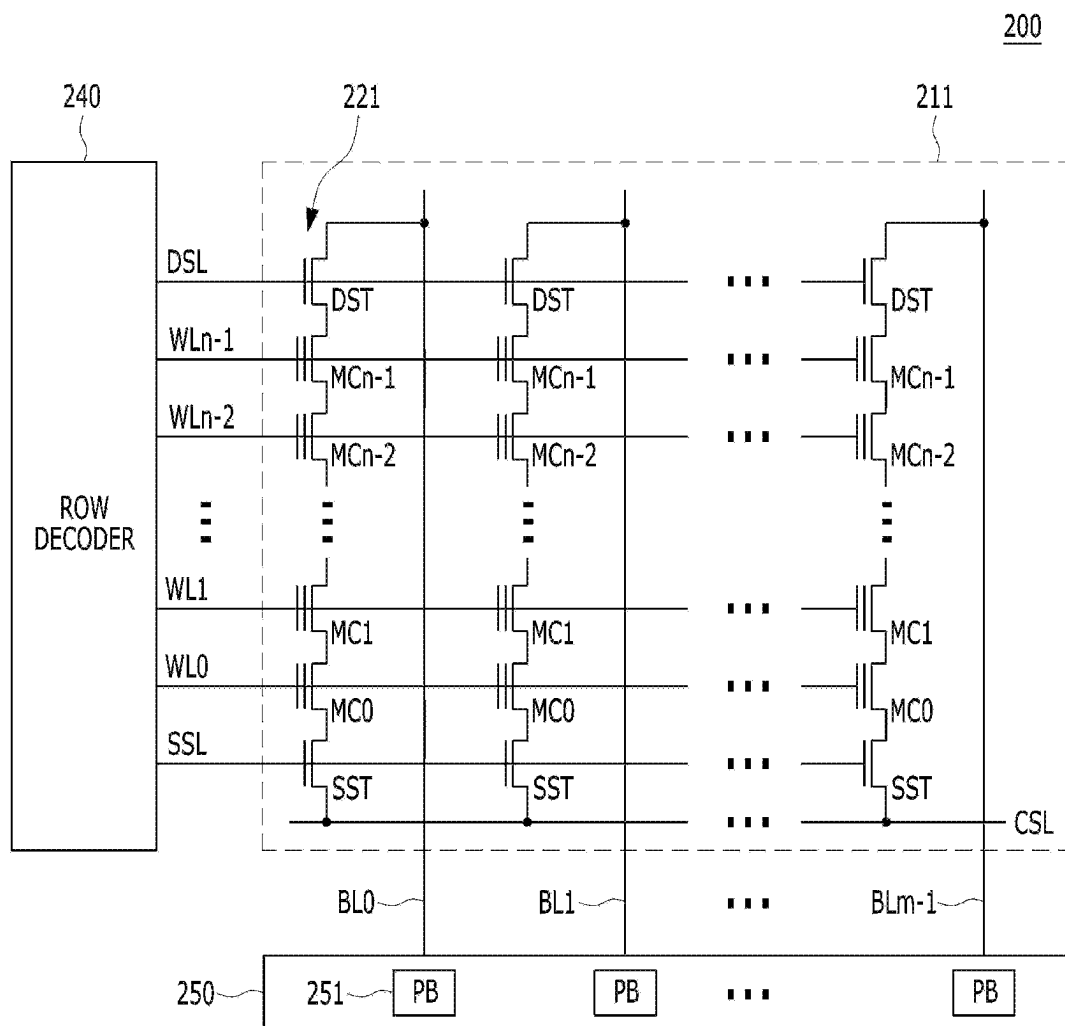 200
240
221
211
DSL
DST
DST
DST
WLn-1
MCn-1
MCn-1
MCn-1
WLn-2
MCn-2
MCn-2
MCn-2
ROW
DECODER
WL1
MC1
MC1
MC1
WL0
MC0
MC0
MC0
SSL
SST
SST
SST
CSL
BL0
BL1
BLm-1
250
251
PB
PB
PB